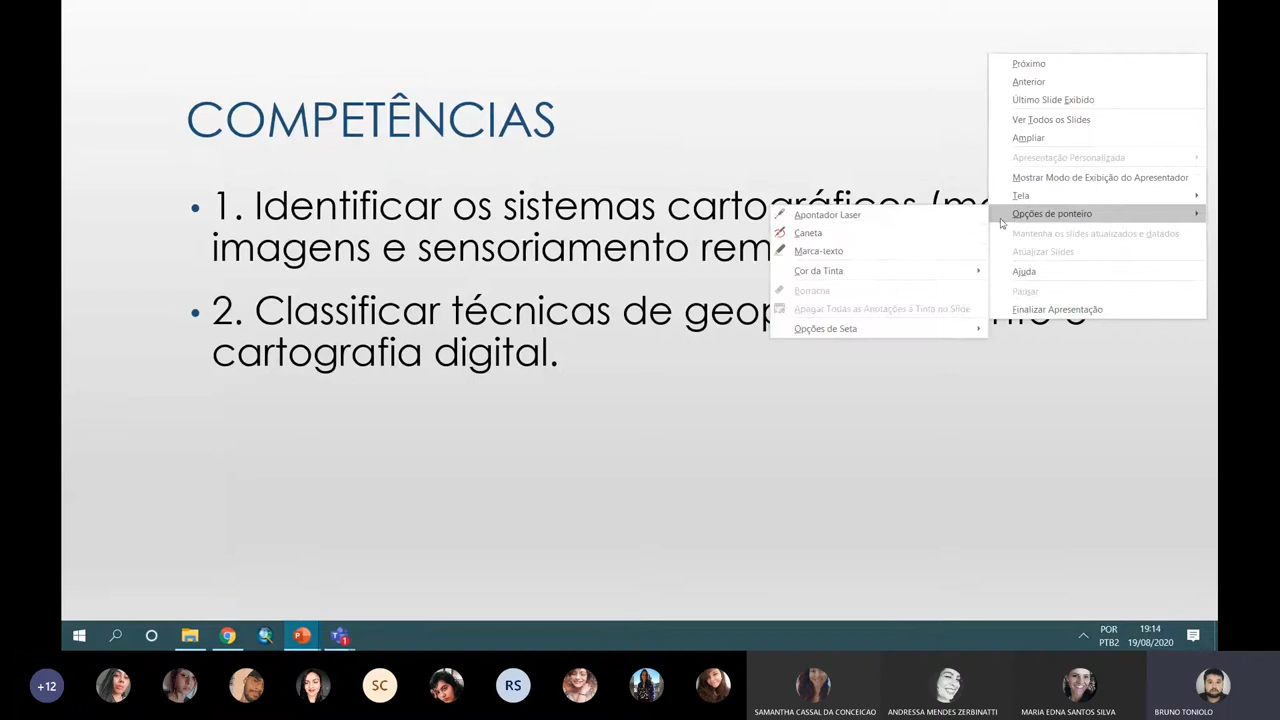 COMPETÊNCIAS
• 1. Identificar os sistemas cartográficos
imagens e sensoriamento
• 2. Classificar técnicas de
cartografia digital.
Próximo
Anterior
Último Slide Exibido
Ver Todos os Slides
Ampliar
Apresentação Personalizada
Mostrar Modo de Exibição do Apresentador
Tela
Opções de ponteiro
Mantenha os slides atualizados e datados
Atualizar Slides
Ajuda
Pausar
Finalizar Apresentação
Apontador Laser
Caneta
Marca-texto
Cor da Tinta
Borracha
Apagar Todas as Anotações à Tinta no Slide
Opções de Seta
POR
PTB2
19:14
19/08/2020
+12
SC
RS
SAMANTHA CASSAL DA CONCEICAO
ANDRESSA MENDES ZERBINATTI
MARIA EDNA SANTOS SILVA
BRUNO TONIOLO